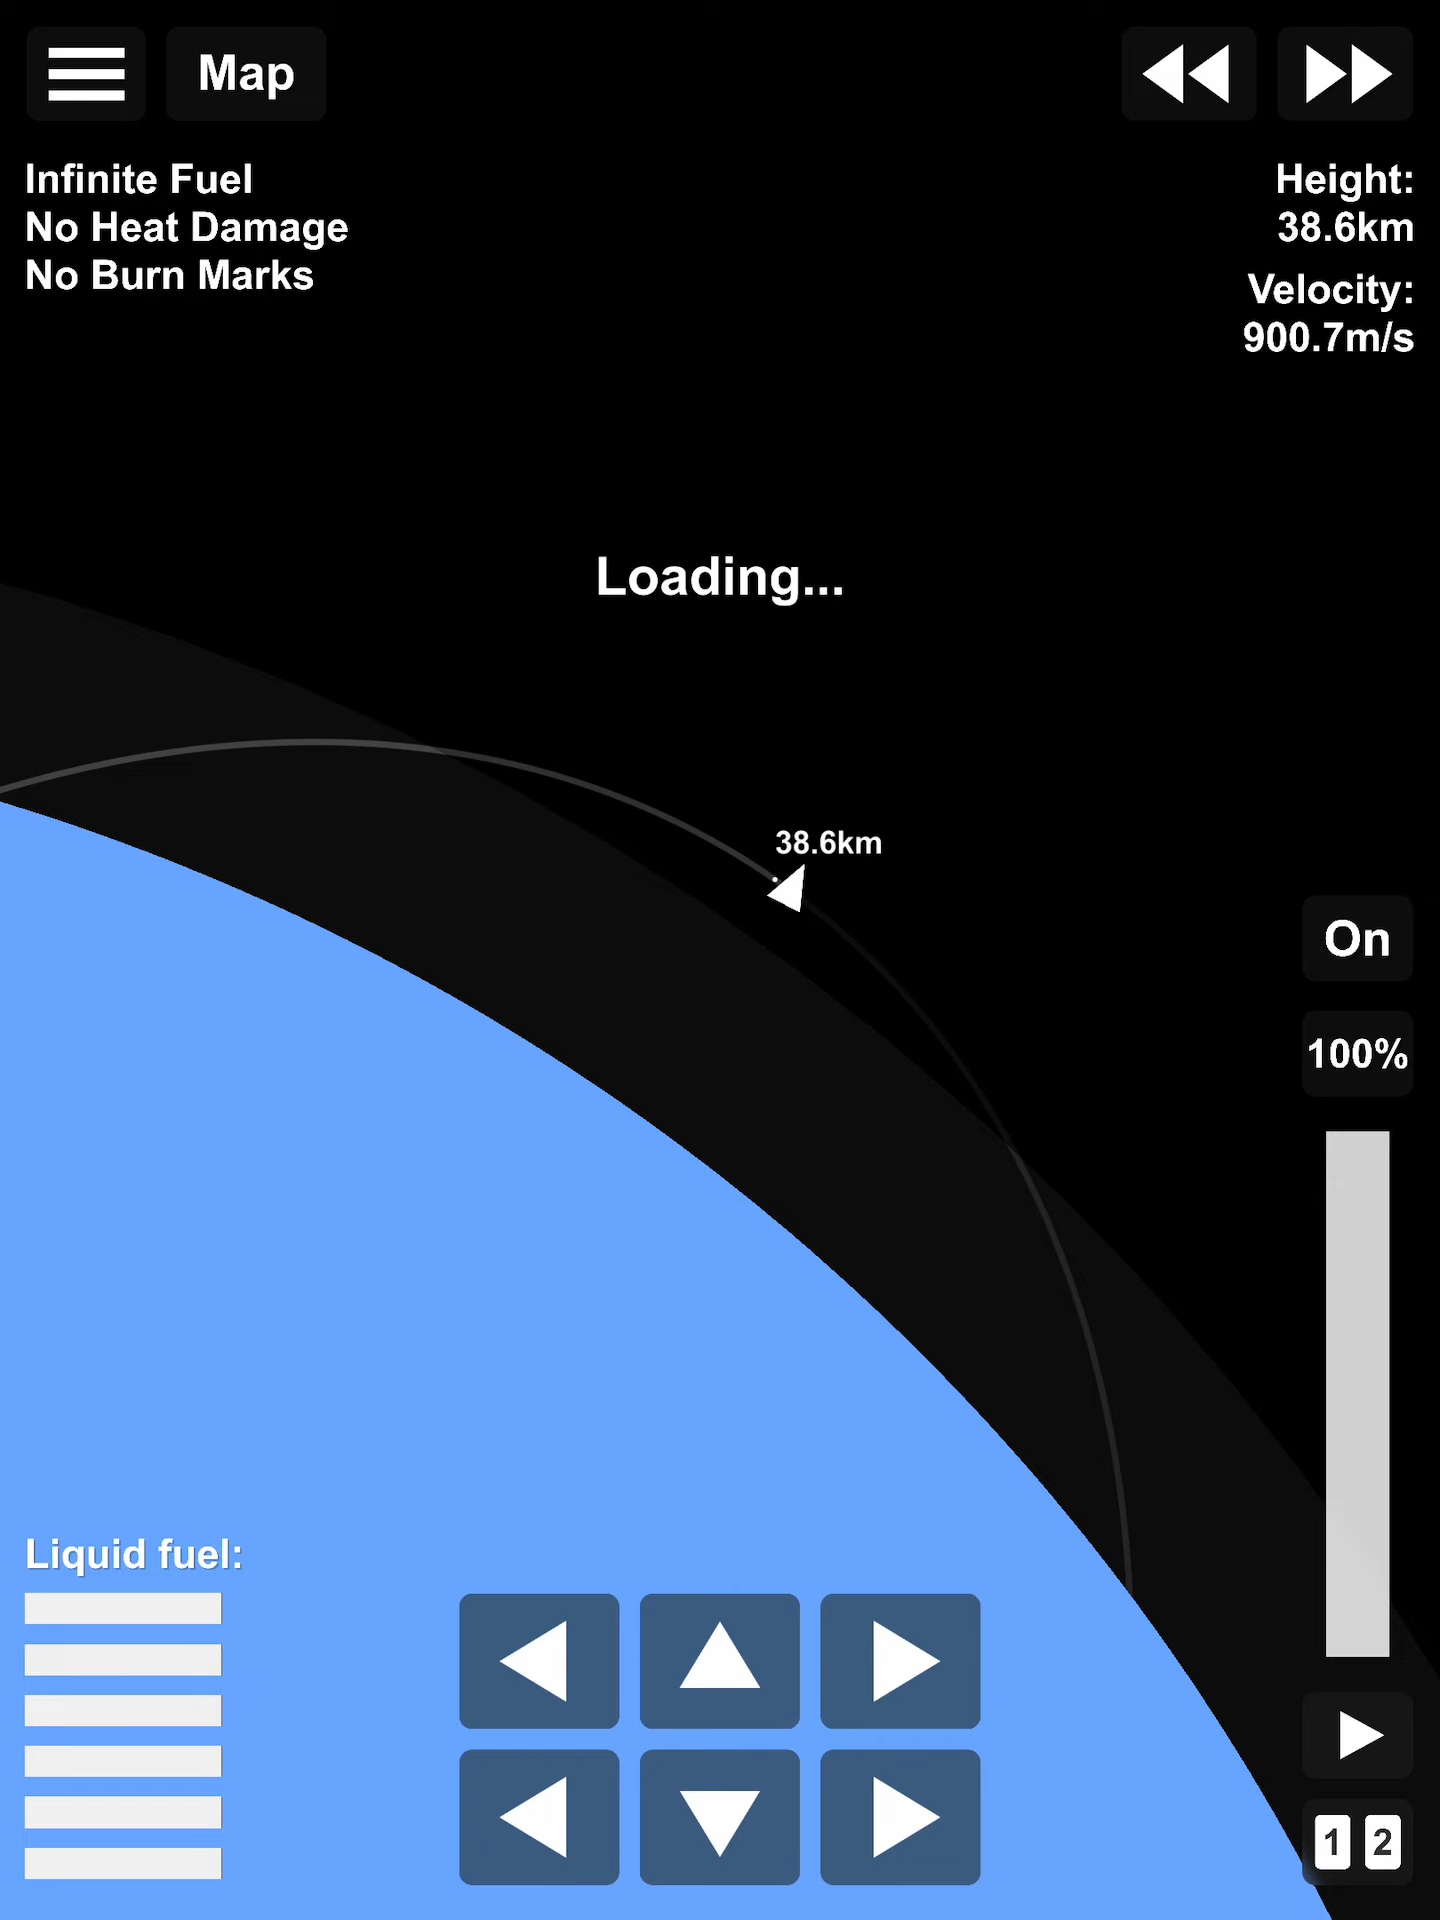 Map
Infinite Fuel
No Heat Damage
No Burn Marks
Height:
38.6km
Velocity:
900.7m/s
Loading...
38.6km
On
100%
Liquid fuel:
1 2